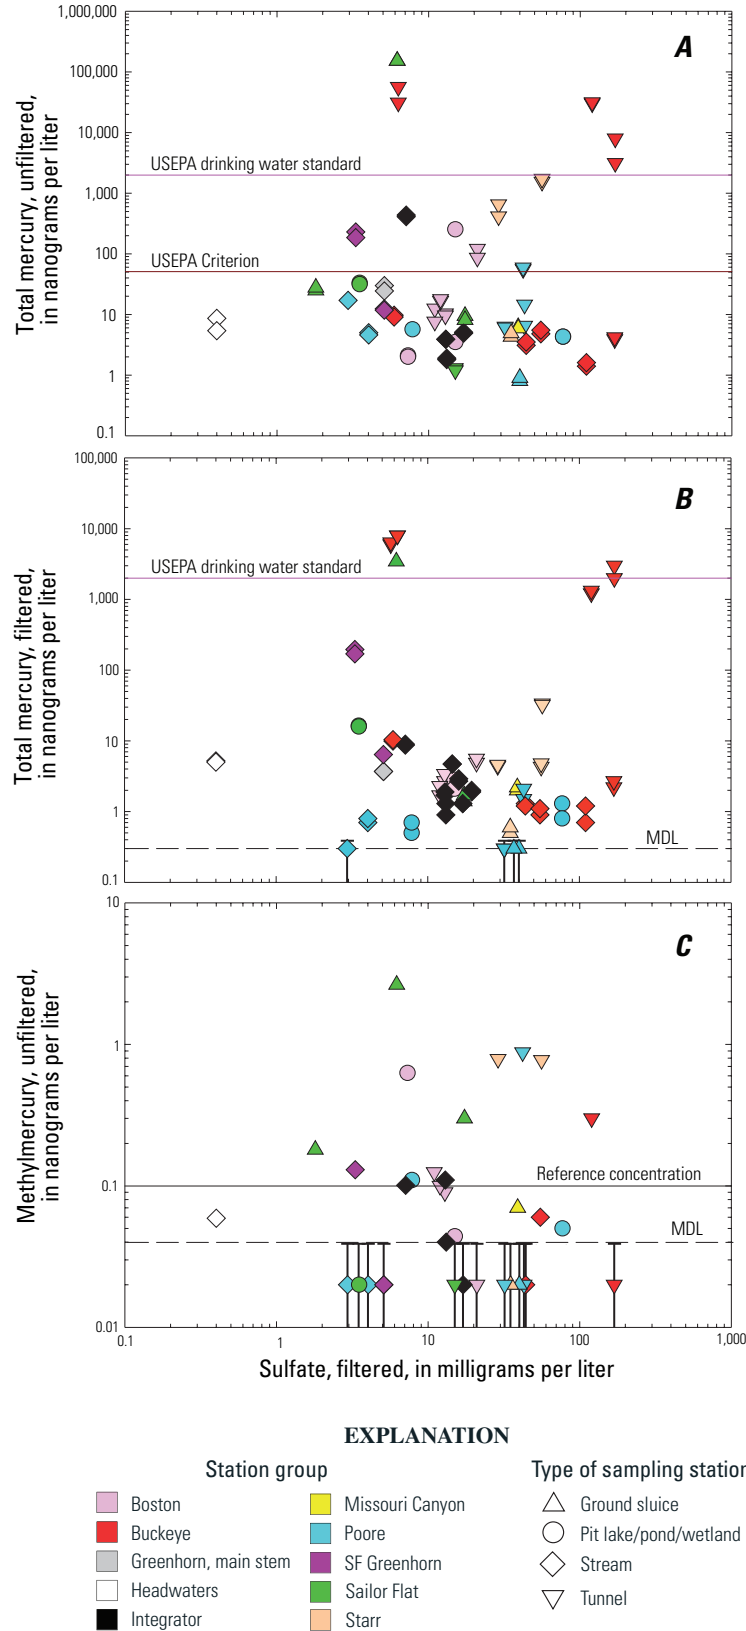 1,000,000
100,000
10,000
1,000
100
10
1
0.1
Total mercury, unfiltered,
in nanograms per liter
A
USEPA drinking water standard
USEPA Criterion
100,000
10,000
1,000
100
10
1
0.1
Total mercury, filtered,
in nanograms per liter
B
USEPA drinking water standard
MDL
10
1
0.1
0.01
Methylmercury, unfiltered,
in nanograms per liter
C
Reference concentration
MDL
0.1
1
10
100
1,000
Sulfate, filtered, in milligrams per liter
EXPLANATION
Station group
Boston
Buckeye
Greenhorn, main stem
Headwaters
Integrator
Missouri Canyon
Poore
SF Greenhorn
Sailor Flat
Starr
Type of sampling station
Ground sluice
Pit lake/pond/wetland
Stream
Tunnel